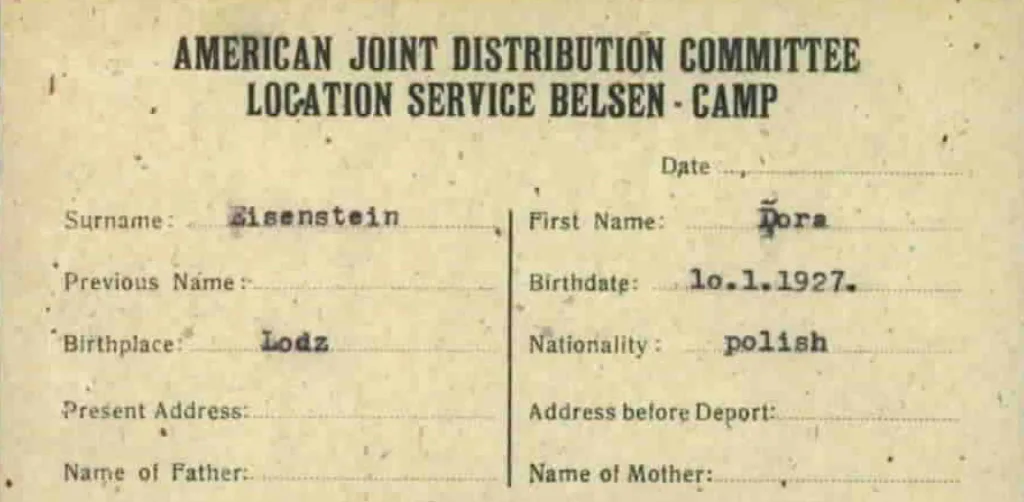 AMERICAN JOINT DISTRIBUTION COMMITTEE
LOCATION SERVICE BELSEN - CAMP
Date
Surname: Eisenstein First Name: Dora
Previous Name: Birthdate: 10.1.1927.
Birthplace: Lodz Nationality: polish
Present Address: Address before Deport:
Name of Father: Name of Mother: